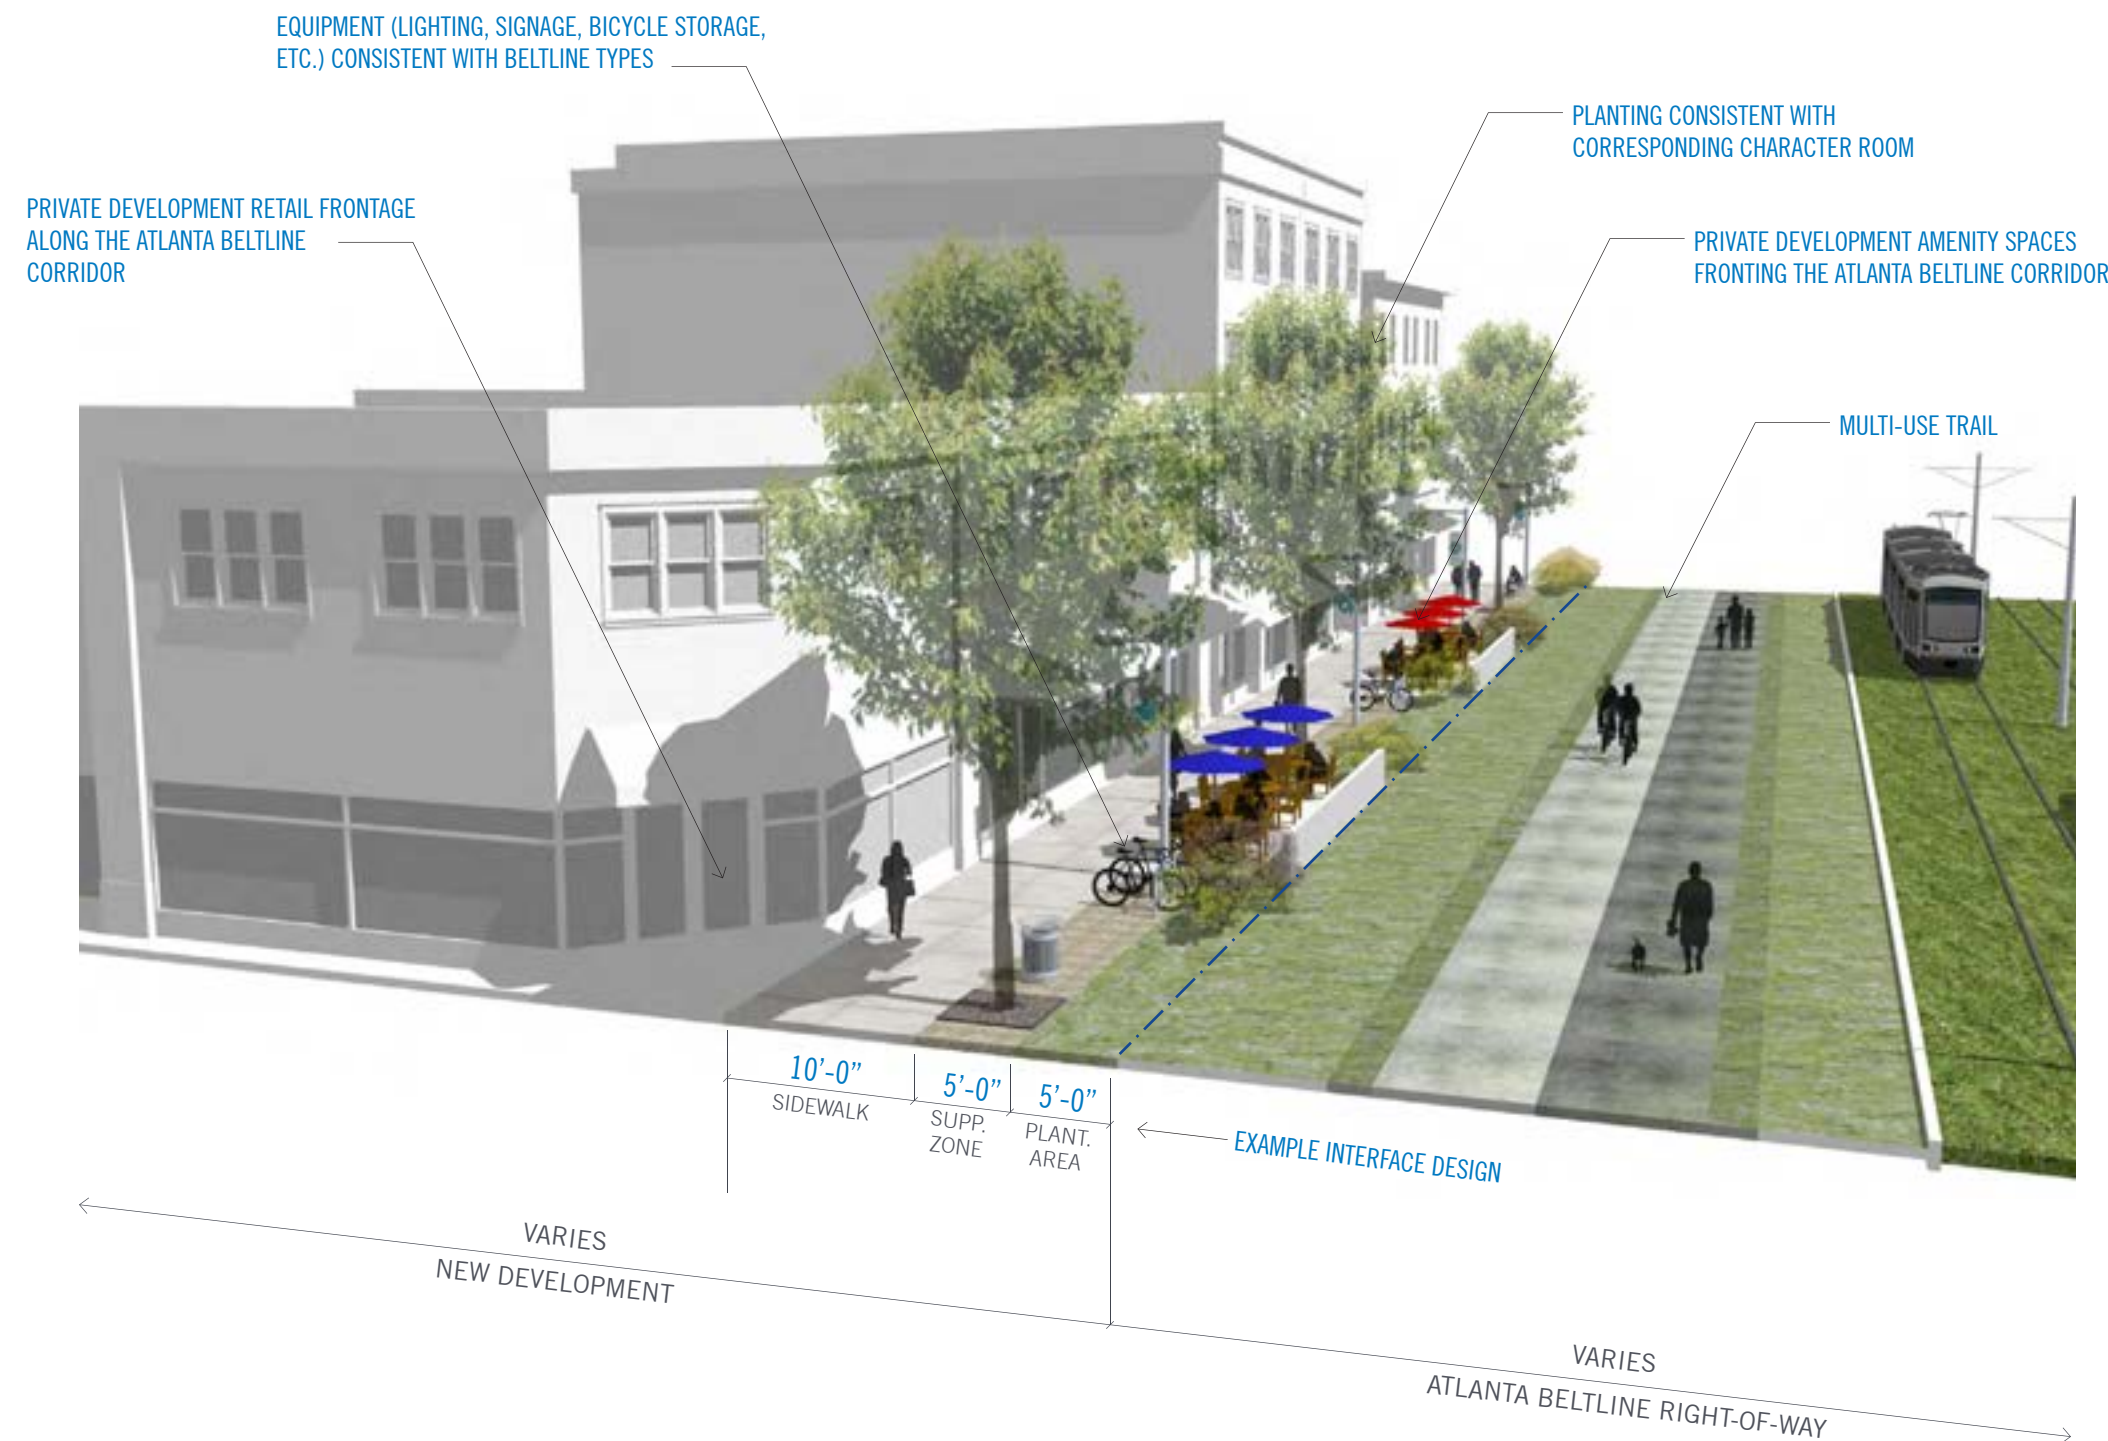 EQUIPMENT (LIGHTING, SIGNAGE, BICYCLE STORAGE,
ETC.) CONSISTENT WITH BELTLINE TYPES
PLANTING CONSISTENT WITH
CORRESPONDING CHARACTER ROOM
PRIVATE DEVELOPMENT RETAIL FRONTAGE
ALONG THE ATLANTA BELTLINE
CORRIDOR
PRIVATE DEVELOPMENT AMENITY SPACES
FRONTING THE ATLANTA BELTLINE CORRIDOR
MULTI-USE TRAIL
10’-0”
SIDEWALK
5’-0”
SUPP.
ZONE
5’-0”
PLANT.
AREA
EXAMPLE INTERFACE DESIGN
VARIES
NEW DEVELOPMENT
VARIES
ATLANTA BELTLINE RIGHT-OF-WAY